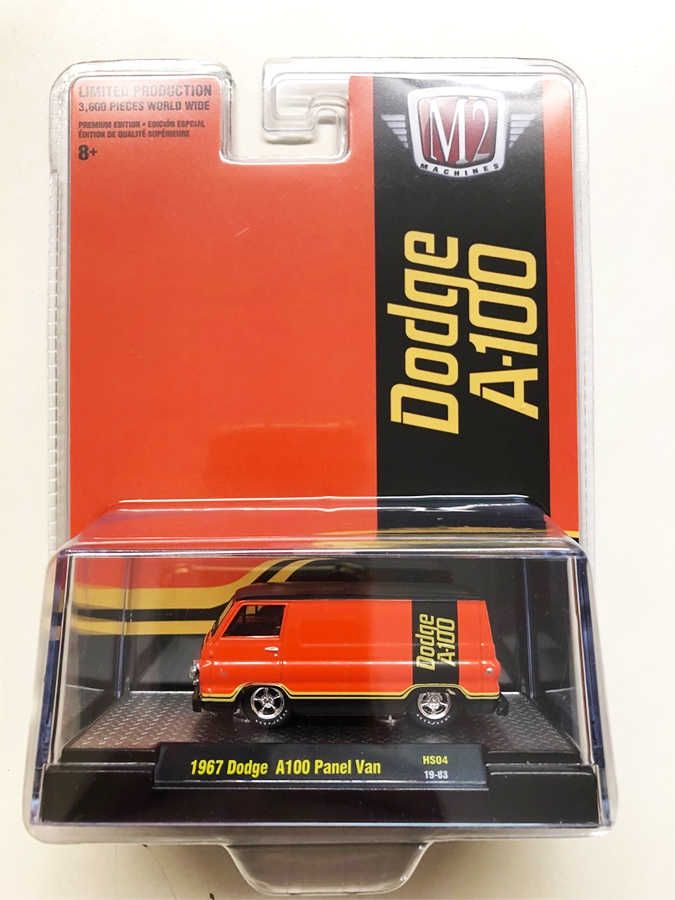 LIMITED PRODUCTION
3,600 PIECES WORLD WIDE
PREMIUM EDITION • EDICIÓN ESPCIAL
ÉDITION DE QUALITÉ SUPÉRIEURE
8+
M2
MACHINES
Dodge
A-100
Dodge
A-100
1967 Dodge A100 Panel Van
HS04
19-63